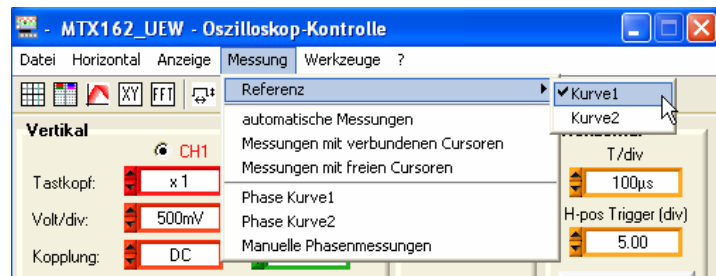 MTX162_UEW - Oszilloskop-Kontrolle
Datei Horizontal Anzeige Messung Werkzeuge ?
XY FFT
Referenz
Kurve1
Kurve2
automatische Messungen
Messungen mit verbundenen Cursoren
Messungen mit freien Cursoren
Phase Kurve1
Phase Kurve2
Manuelle Phasenmessungen
Vertikal
CH1
Tastkopf: x 1
Volt/div: 500mV
Kopplung: DC
T/div
100µs
H-pos Trigger (div)
5.00